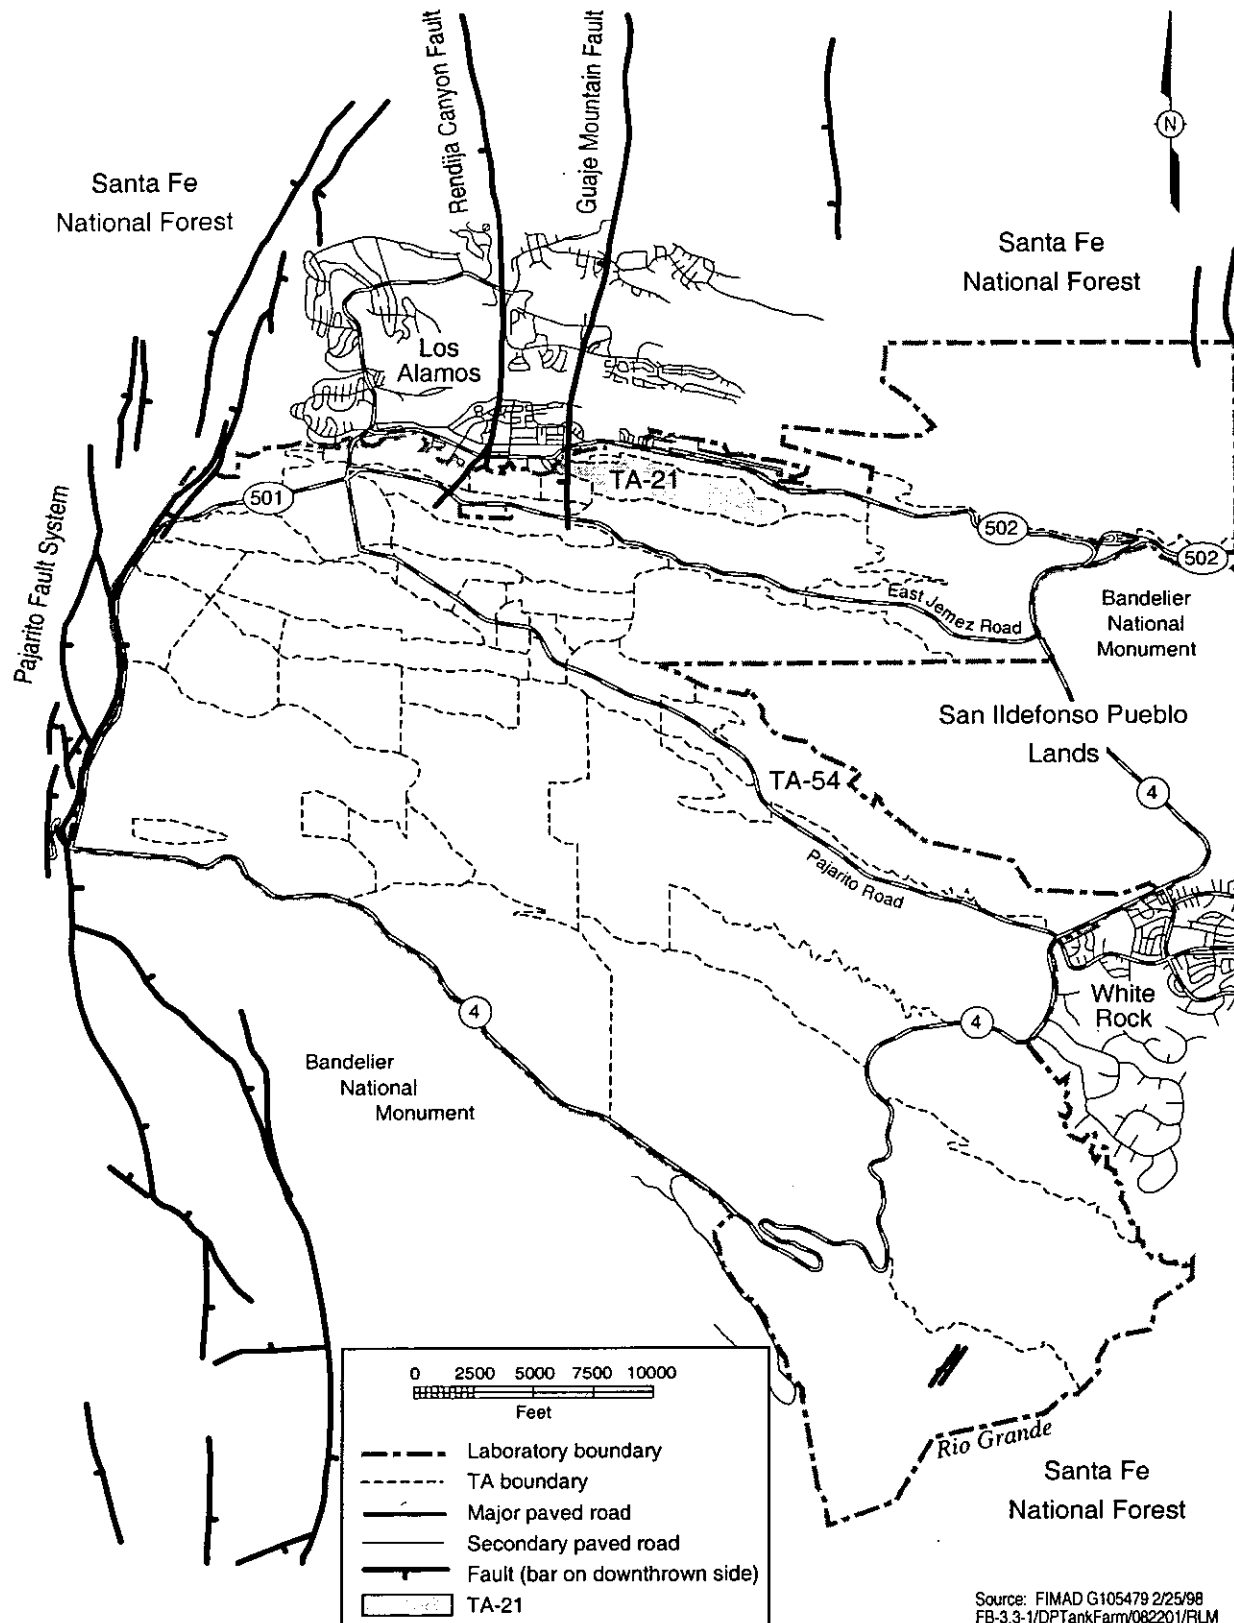 Rendija Canyon Fault
Guaje Mountain Fault
N
Santa Fe
National Forest
Santa Fe
National Forest
Los
Alamos
TA-21
501
502
502
Pajarito Fault System
East Jemez Road
Bandelier
National
Monument
San Ildefonso Pueblo
Lands
TA-54
4
Pajarito Road
White
Rock
4
4
Bandelier
National
Monument
0 2500 5000 7500 10000
Feet
Laboratory boundary
TA boundary
Major paved road
Secondary paved road
Fault (bar on downthrown side)
TA-21
Rio Grande
Santa Fe
National Forest
Source: FIMAD G105479 2/25/98
FB-3.3-1/DPTankFarm/082201/RLM